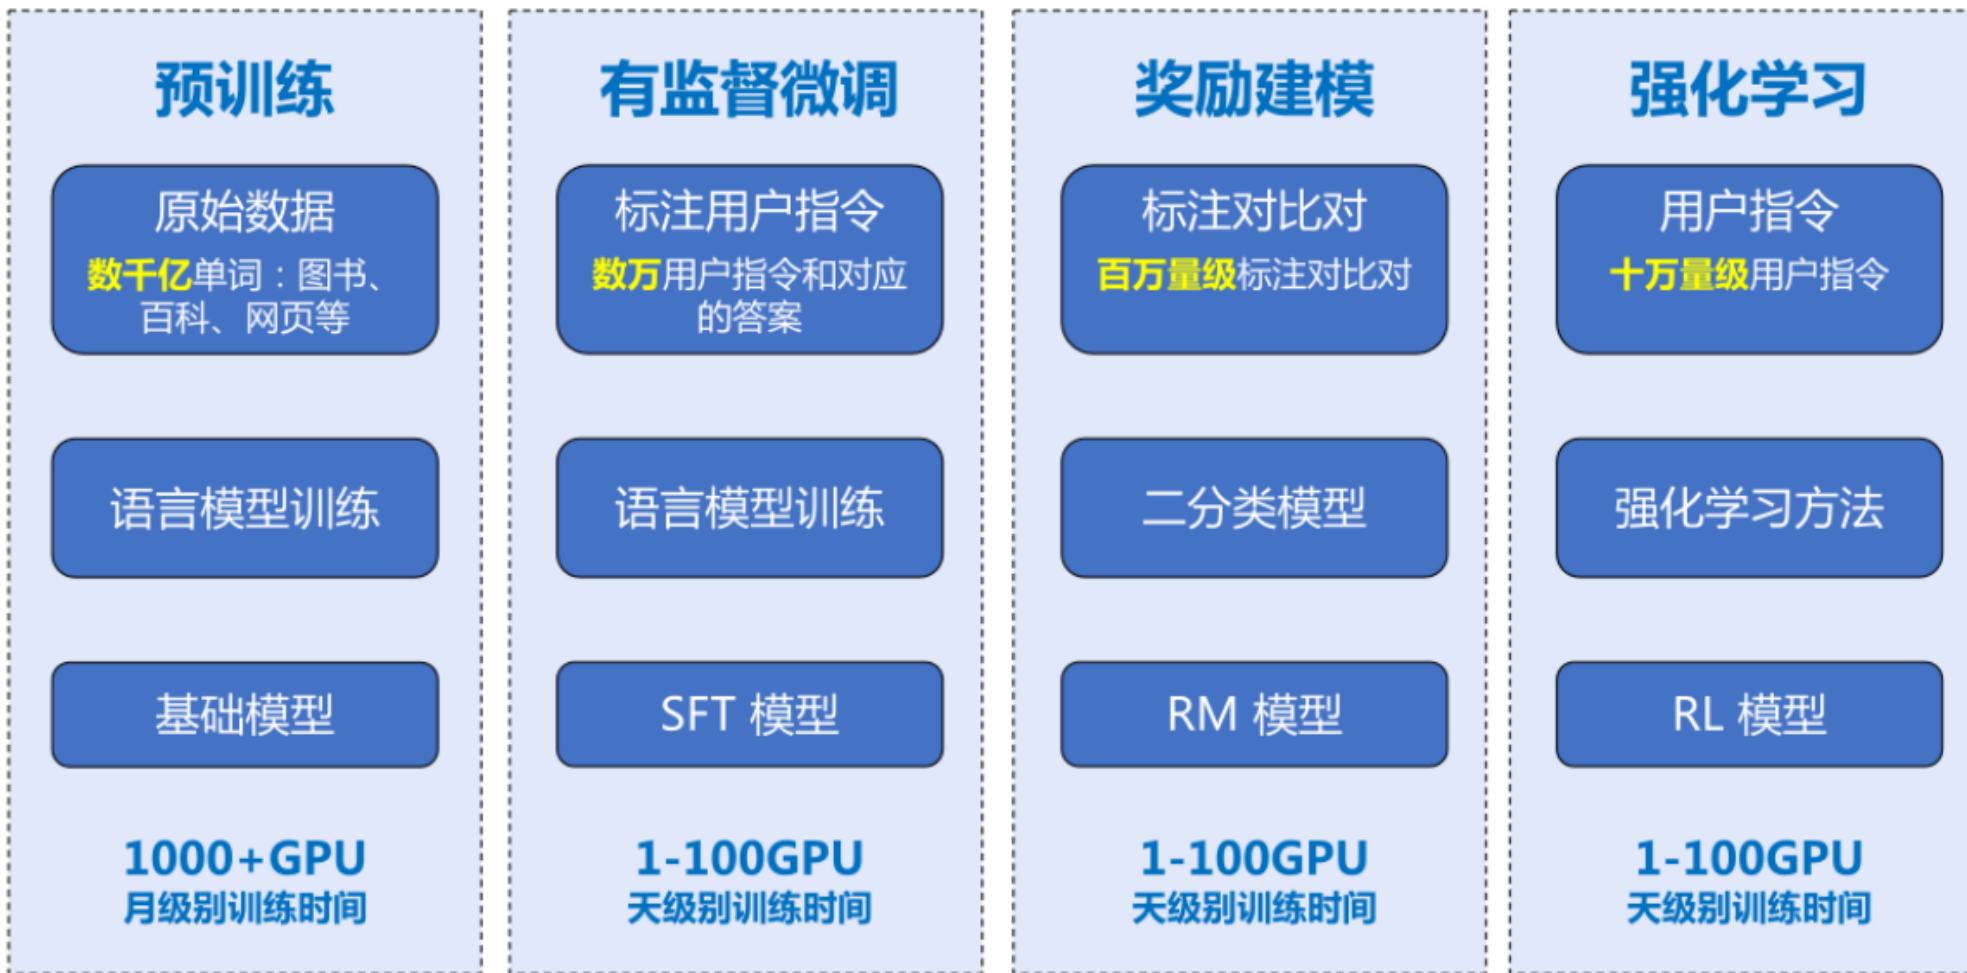 预训练
原始数据
数千亿单词：图书、
百科、网页等
语言模型训练
基础模型
1000+GPU
月级别训练时间
有监督微调
标注用户指令
数万用户指令和对应
的答案
语言模型训练
SFT 模型
1-100GPU
天级别训练时间
奖励建模
标注对比对
百万量级标注对比对
二分类模型
RM 模型
1-100GPU
天级别训练时间
强化学习
用户指令
十万量级用户指令
强化学习方法
RL 模型
1-100GPU
天级别训练时间